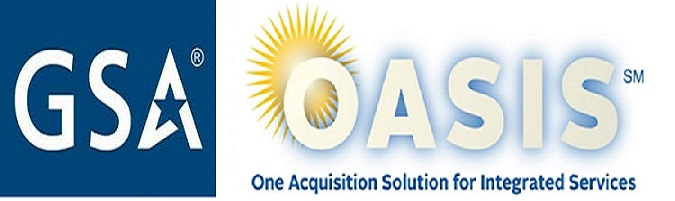 GSA®
OASIS℠
One Acquisition Solution for Integrated Services